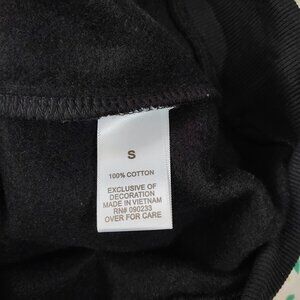 S
100% COTTON
EXCLUSIVE OF
DECORATION
MADE IN VIETNAM
RN# 090233
OVER FOR CARE